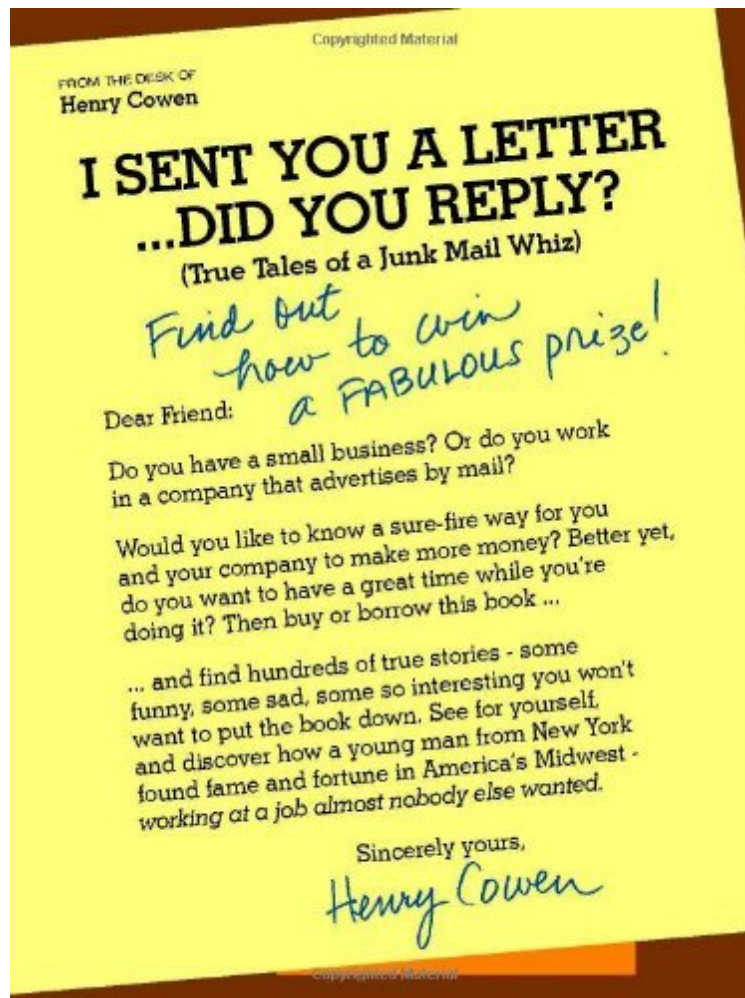 Copyrighted Material
FROM THE DESK OF
Henry Cowen
I SENT YOU A LETTER
...DID YOU REPLY?
(True Tales of a Junk Mail Whiz)
Find out
how to win
a FABULOUS prize!
Dear Friend:
Do you have a small business? Or do you work
in a company that advertises by mail?
Would you like to know a sure-fire way for you
and your company to make more money? Better yet,
do you want to have a great time while you're
doing it? Then buy or borrow this book ...
... and find hundreds of true stories - some
funny, some sad, some so interesting you won't
want to put the book down. See for yourself,
and discover how a young man from New York
found fame and fortune in America's Midwest -
working at a job almost nobody else wanted.
Sincerely yours,
Henry Cowen
Copyrighted Material